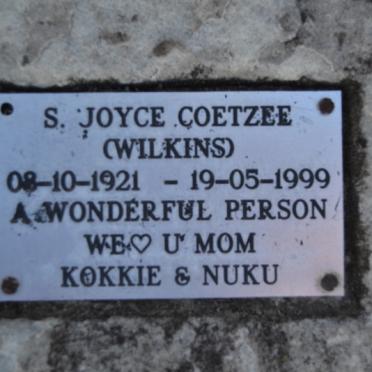 S. JOYCE COETZEE
(WILKINS)
08-10-1921 - 19-05-1999
A WONDERFUL PERSON
WE ♡ U MOM
KOKKIE & NUKU